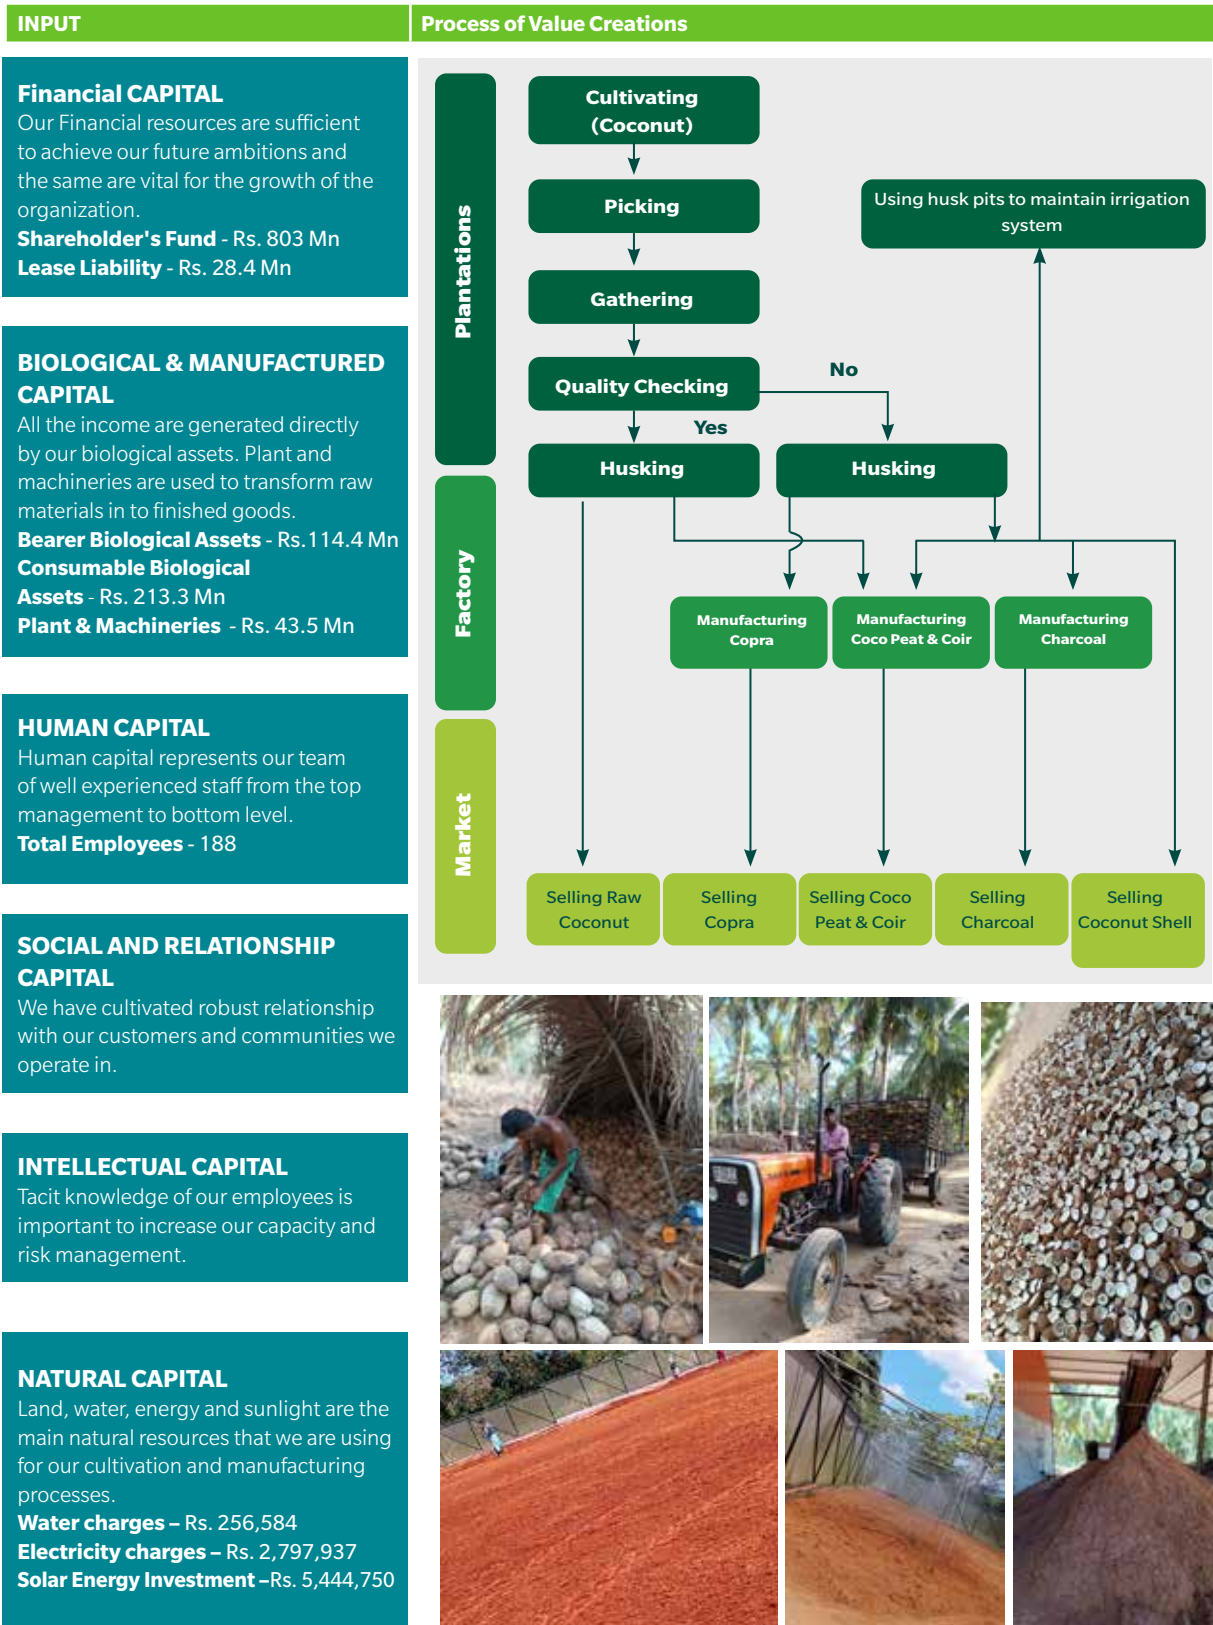 INPUT
Process of Value Creations
Financial CAPITAL
Our Financial resources are sufficient
to achieve our future ambitions and
the same are vital for the growth of the
organization.
Shareholder's Fund - Rs. 803 Mn
Lease Liability - Rs. 28.4 Mn
BIOLOGICAL & MANUFACTURED
CAPITAL
All the income are generated directly
by our biological assets. Plant and
machineries are used to transform raw
materials in to finished goods.
Bearer Biological Assets - Rs.114.4 Mn
Consumable Biological
Assets - Rs. 213.3 Mn
Plant & Machineries - Rs. 43.5 Mn
HUMAN CAPITAL
Human capital represents our team
of well experienced staff from the top
management to bottom level.
Total Employees - 188
SOCIAL AND RELATIONSHIP
CAPITAL
We have cultivated robust relationship
with our customers and communities we
operate in.
INTELLECTUAL CAPITAL
Tacit knowledge of our employees is
important to increase our capacity and
risk management.
NATURAL CAPITAL
Land, water, energy and sunlight are the
main natural resources that we are using
for our cultivation and manufacturing
processes.
Water charges – Rs. 256,584
Electricity charges – Rs. 2,797,937
Solar Energy Investment –Rs. 5,444,750
Plantations
Cultivating
(Coconut)
Picking
Using husk pits to maintain irrigation
system
Gathering
Quality Checking
No
Yes
Husking
Husking
Factory
Manufacturing
Copra
Manufacturing
Coco Peat & Coir
Manufacturing
Charcoal
Market
Selling Raw
Coconut
Selling
Copra
Selling Coco
Peat & Coir
Selling
Charcoal
Selling
Coconut Shell